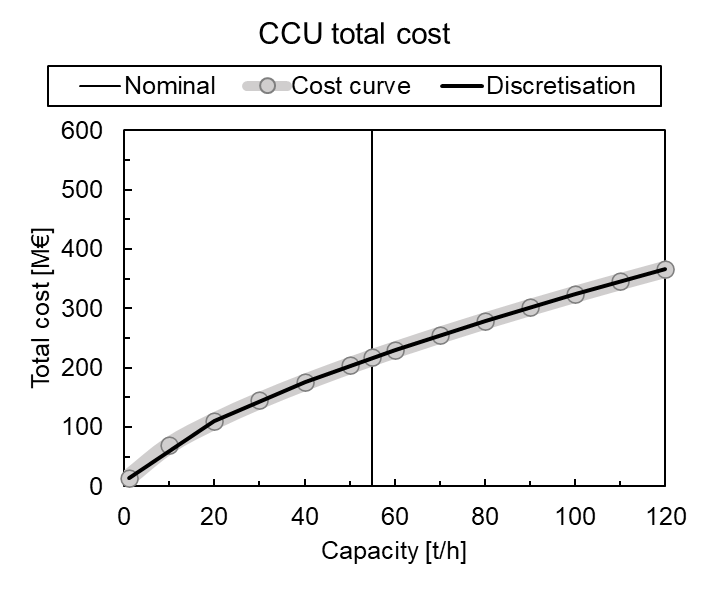 CCU total cost
Nominal Cost curve Discretisation
600
500
400
300
200
100
0
Total cost [M€]
0 20 40 60 80 100 120
Capacity [t/h]